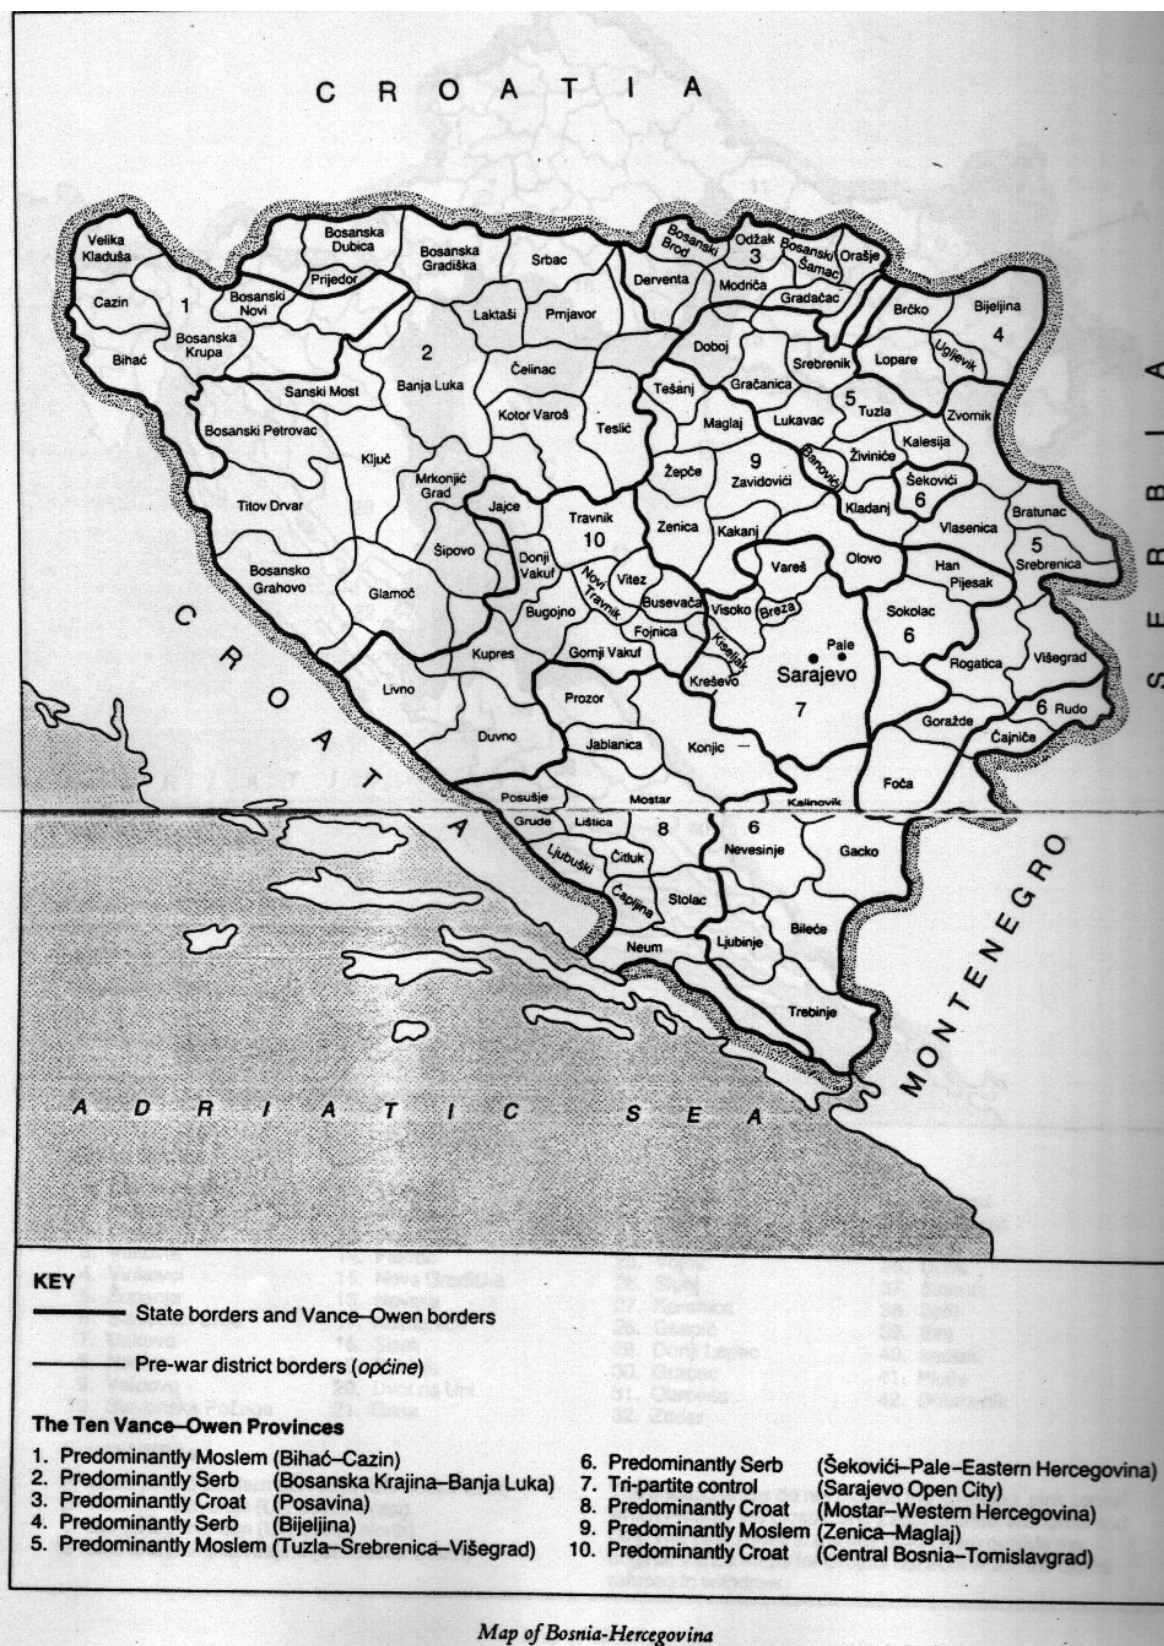 CROATIA
Velika
Kladuša
Cazin
1
Bihać
Bosanska
Krupa
Bosanski
Novi
Bosanska
Dubica
Prijedor
Bosanska
Gradiška
Srbac
Laktaši
Prnjavor
2
Banja Luka
Čelinac
Kotor Varoš
Teslić
Sanski Most
Bosanski Petrovac
Ključ
Mrkonjić
Grad
Titov Drvar
Šipovo
Bosansko
Grahovo
Glamoč
Bosanski
Brod
Odžak
3
Bosanski
Šamac
Orašje
Derventa
Modriča
Gradačac
Brčko
Bijeljina
4
Lopare
Ugljevik
Doboj
Gračanica
Srebrenik
5
Tuzla
Zvornik
Tešanj
Maglaj
Lukavac
Kalesija
Živiniće
Banovići
Šekovići
6
Žepče
9
Zavidovići
Kladanj
Vlasenica
Bratunac
5
Srebrenica
Jajce
Travnik
10
Zenica
Kakanj
Olovo
Han
Pijesak
Donji
Vakuf
Novi
Travnik
Vitez
Busevača
Vareš
Visoko
Breza
Sokolac
6
Bugojno
Fojnica
Kiseljak
Gornji Vakuf
Kreševo
Pale
Sarajevo
7
Rogatica
Višegrad
Kupres
Livno
Prozor
Duvno
Jablanica
Konjic
Goražde
6 Rudo
Čajniče
Foča
Posušje
Mostar
Kalinovik
Grude
Lištica
8
6
Nevesinje
Gacko
Ljubuški
Čitluk
Čapljina
Stolac
Bileće
Neum
Ljubinje
Trebinje
CROATIA
SERBIA
MONTENEGRO
ADRIATIC SEA
KEY
State borders and Vance–Owen borders
Pre-war district borders (općine)
The Ten Vance–Owen Provinces
1. Predominantly Moslem (Bihać–Cazin)
2. Predominantly Serb (Bosanska Krajina–Banja Luka)
3. Predominantly Croat (Posavina)
4. Predominantly Serb (Bijeljina)
5. Predominantly Moslem (Tuzla–Srebrenica–Višegrad)
6. Predominantly Serb (Šekovići–Pale–Eastern Hercegovina)
7. Tri-partite control (Sarajevo Open City)
8. Predominantly Croat (Mostar–Western Hercegovina)
9. Predominantly Moslem (Zenica–Maglaj)
10. Predominantly Croat (Central Bosnia–Tomislavgrad)
Map of Bosnia-Hercegovina